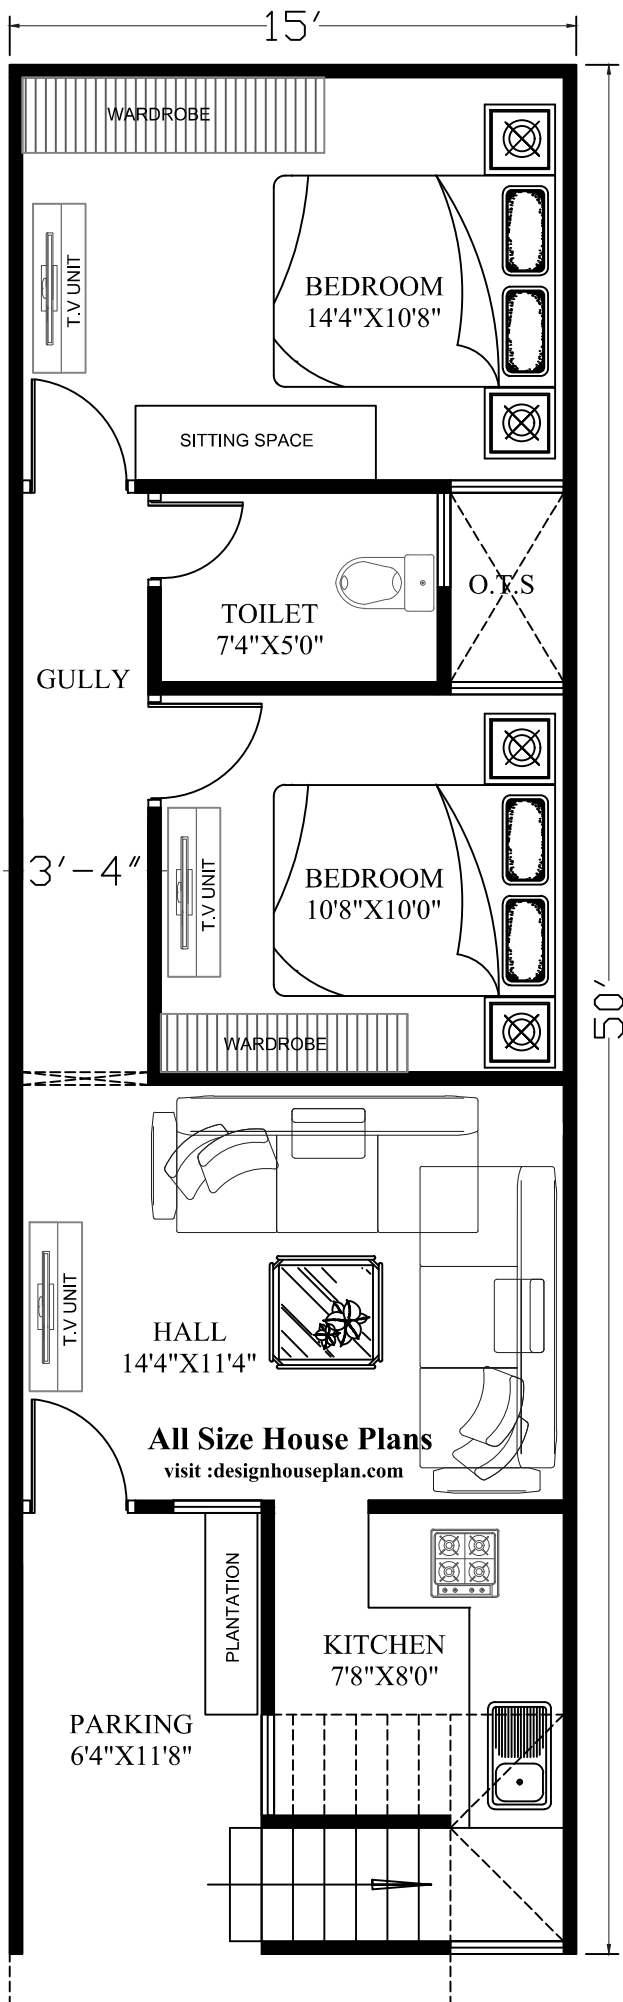 15'
WARDROBE
T.V UNIT
BEDROOM
14'4"X10'8"
SITTING SPACE
O.T.S
TOILET
7'4"X5'0"
GULLY
3'-4"
T.V UNIT
BEDROOM
10'8"X10'0"
WARDROBE
50'
T.V UNIT
HALL
14'4"X11'4"
All Size House Plans
visit :designhouseplan.com
PLANTATION
KITCHEN
7'8"X8'0"
PARKING
6'4"X11'8"